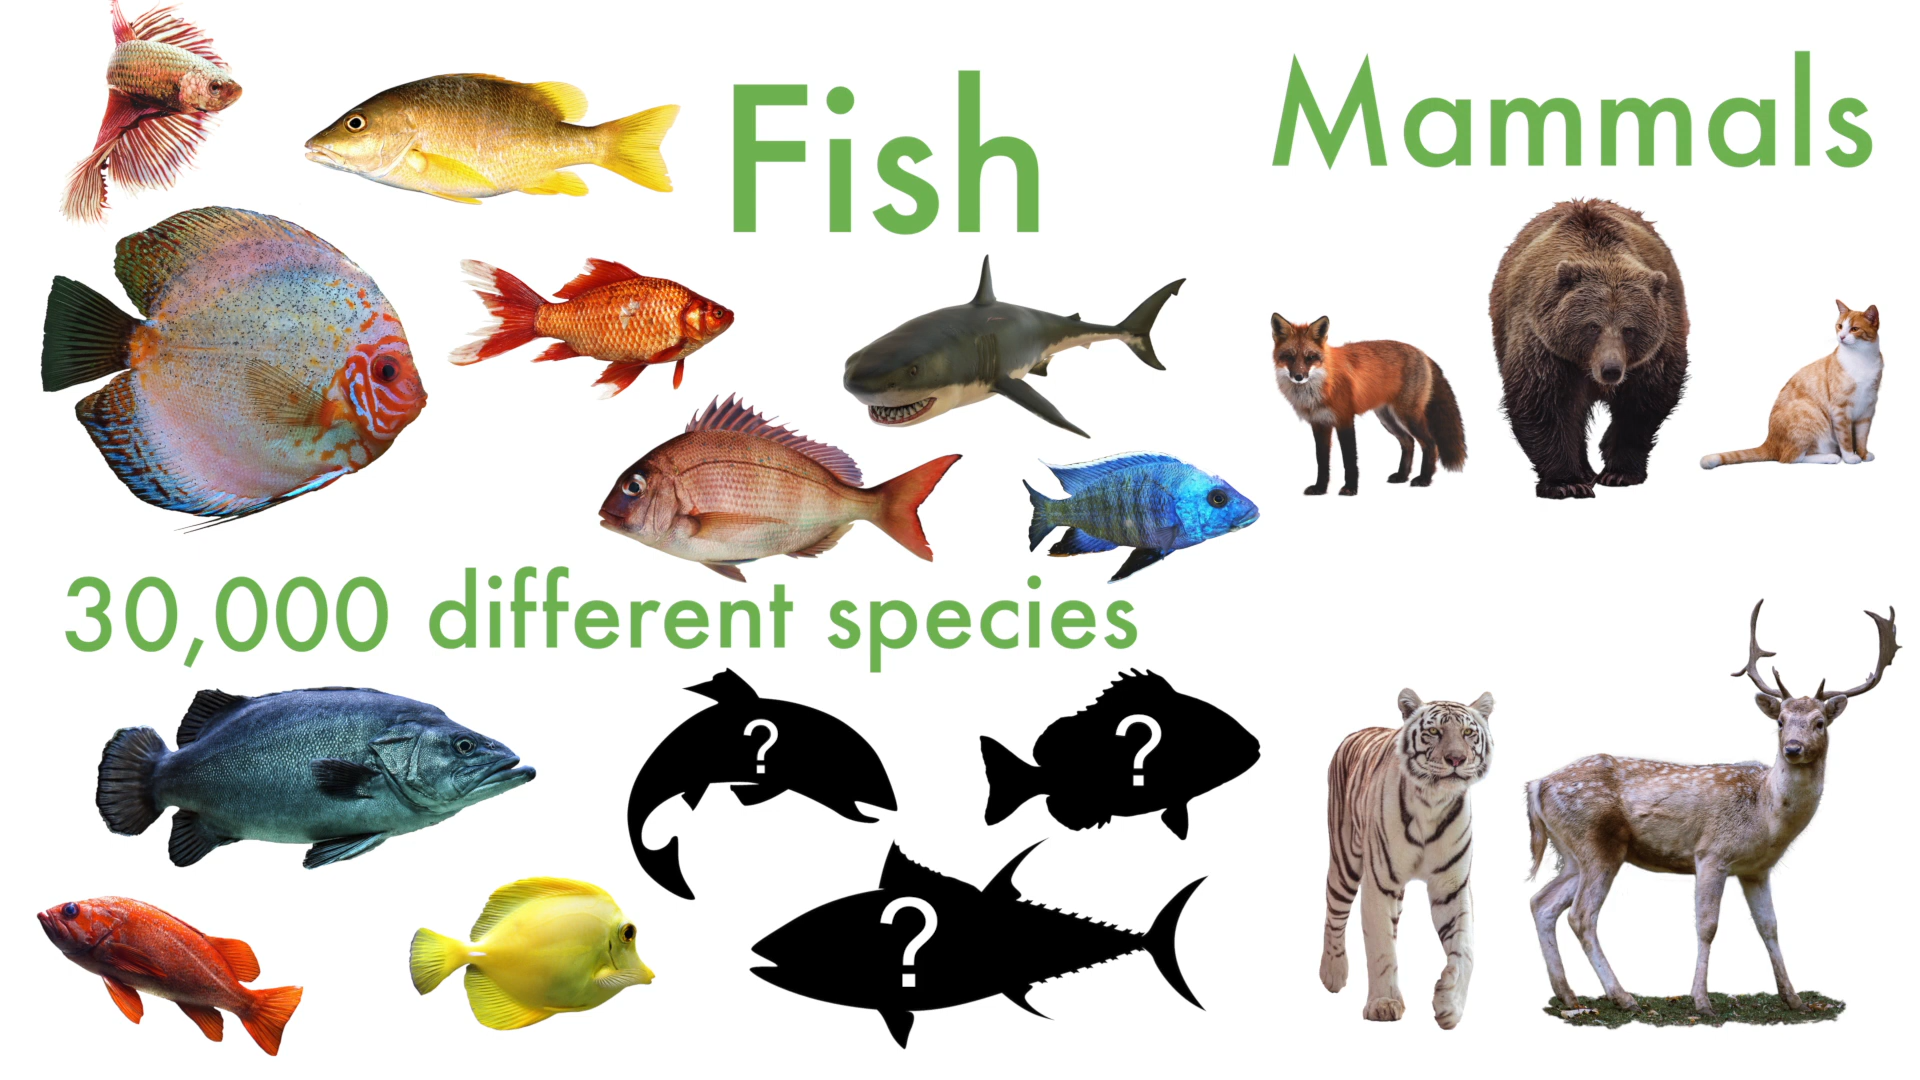 Fish
Mammals
30,000 different species
?
?
?